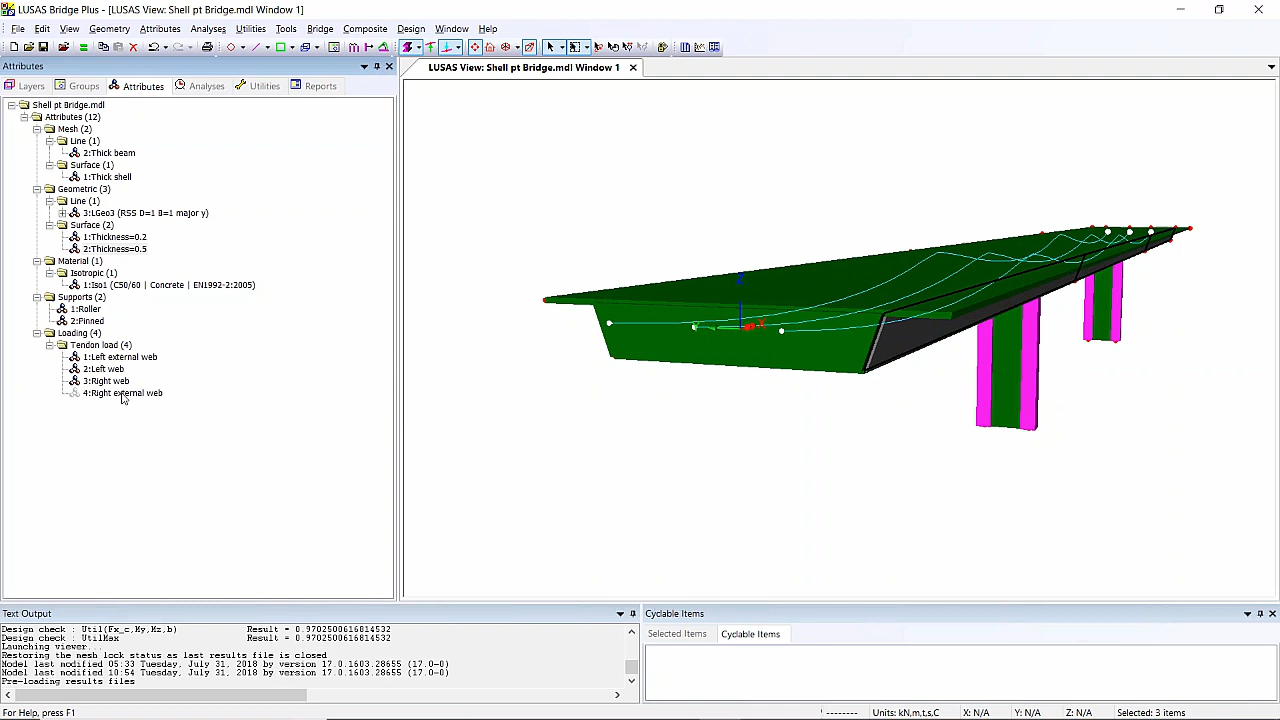 LUSAS Bridge Plus - [LUSAS View: Shell pt Bridge.mdl Window 1]
File Edit View Geometry Attributes Analyses Utilities Tools Bridge Composite Design Window Help
Attributes
LUSAS View: Shell pt Bridge.mdl Window 1
Layers Groups Attributes Analyses Utilities Reports
Shell pt Bridge.mdl
Attributes (12)
Mesh (2)
Line (1)
2:Thick beam
Surface (1)
1:Thick shell
Geometric (3)
Line (1)
3:LGeo3 (RSS D=1 B=1 major y)
Surface (2)
1:Thickness=0.2
2:Thickness=0.5
Material (1)
Isotropic (1)
1:Iso1 (C50/60 | Concrete | EN1992-2:2005)
Supports (2)
1:Roller
2:Pinned
Loading (4)
Tendon load (4)
1:Left external web
2:Left web
3:Right web
4:Right external web
Z
Y
X
Text Output
Design check : Util(Fx_c,My,Mz,b) Result = 0.9702500616814532
Design check : UtilMax Result = 0.9702500616814532
Launching viewer...
Restoring the mesh lock status as last results file is closed
Model last modified 05:33 Tuesday, July 31, 2018 by version 17.0.1603.28655 (17.0-0)
Model last modified 10:54 Tuesday, July 31, 2018 by version 17.0.1603.28655 (17.0-0)
Pre-loading results files
Cyclable Items
Selected Items Cyclable Items
For Help, press F1
Units: kN,m,t,s,C X: N/A Y: N/A Z: N/A Selected: 3 items